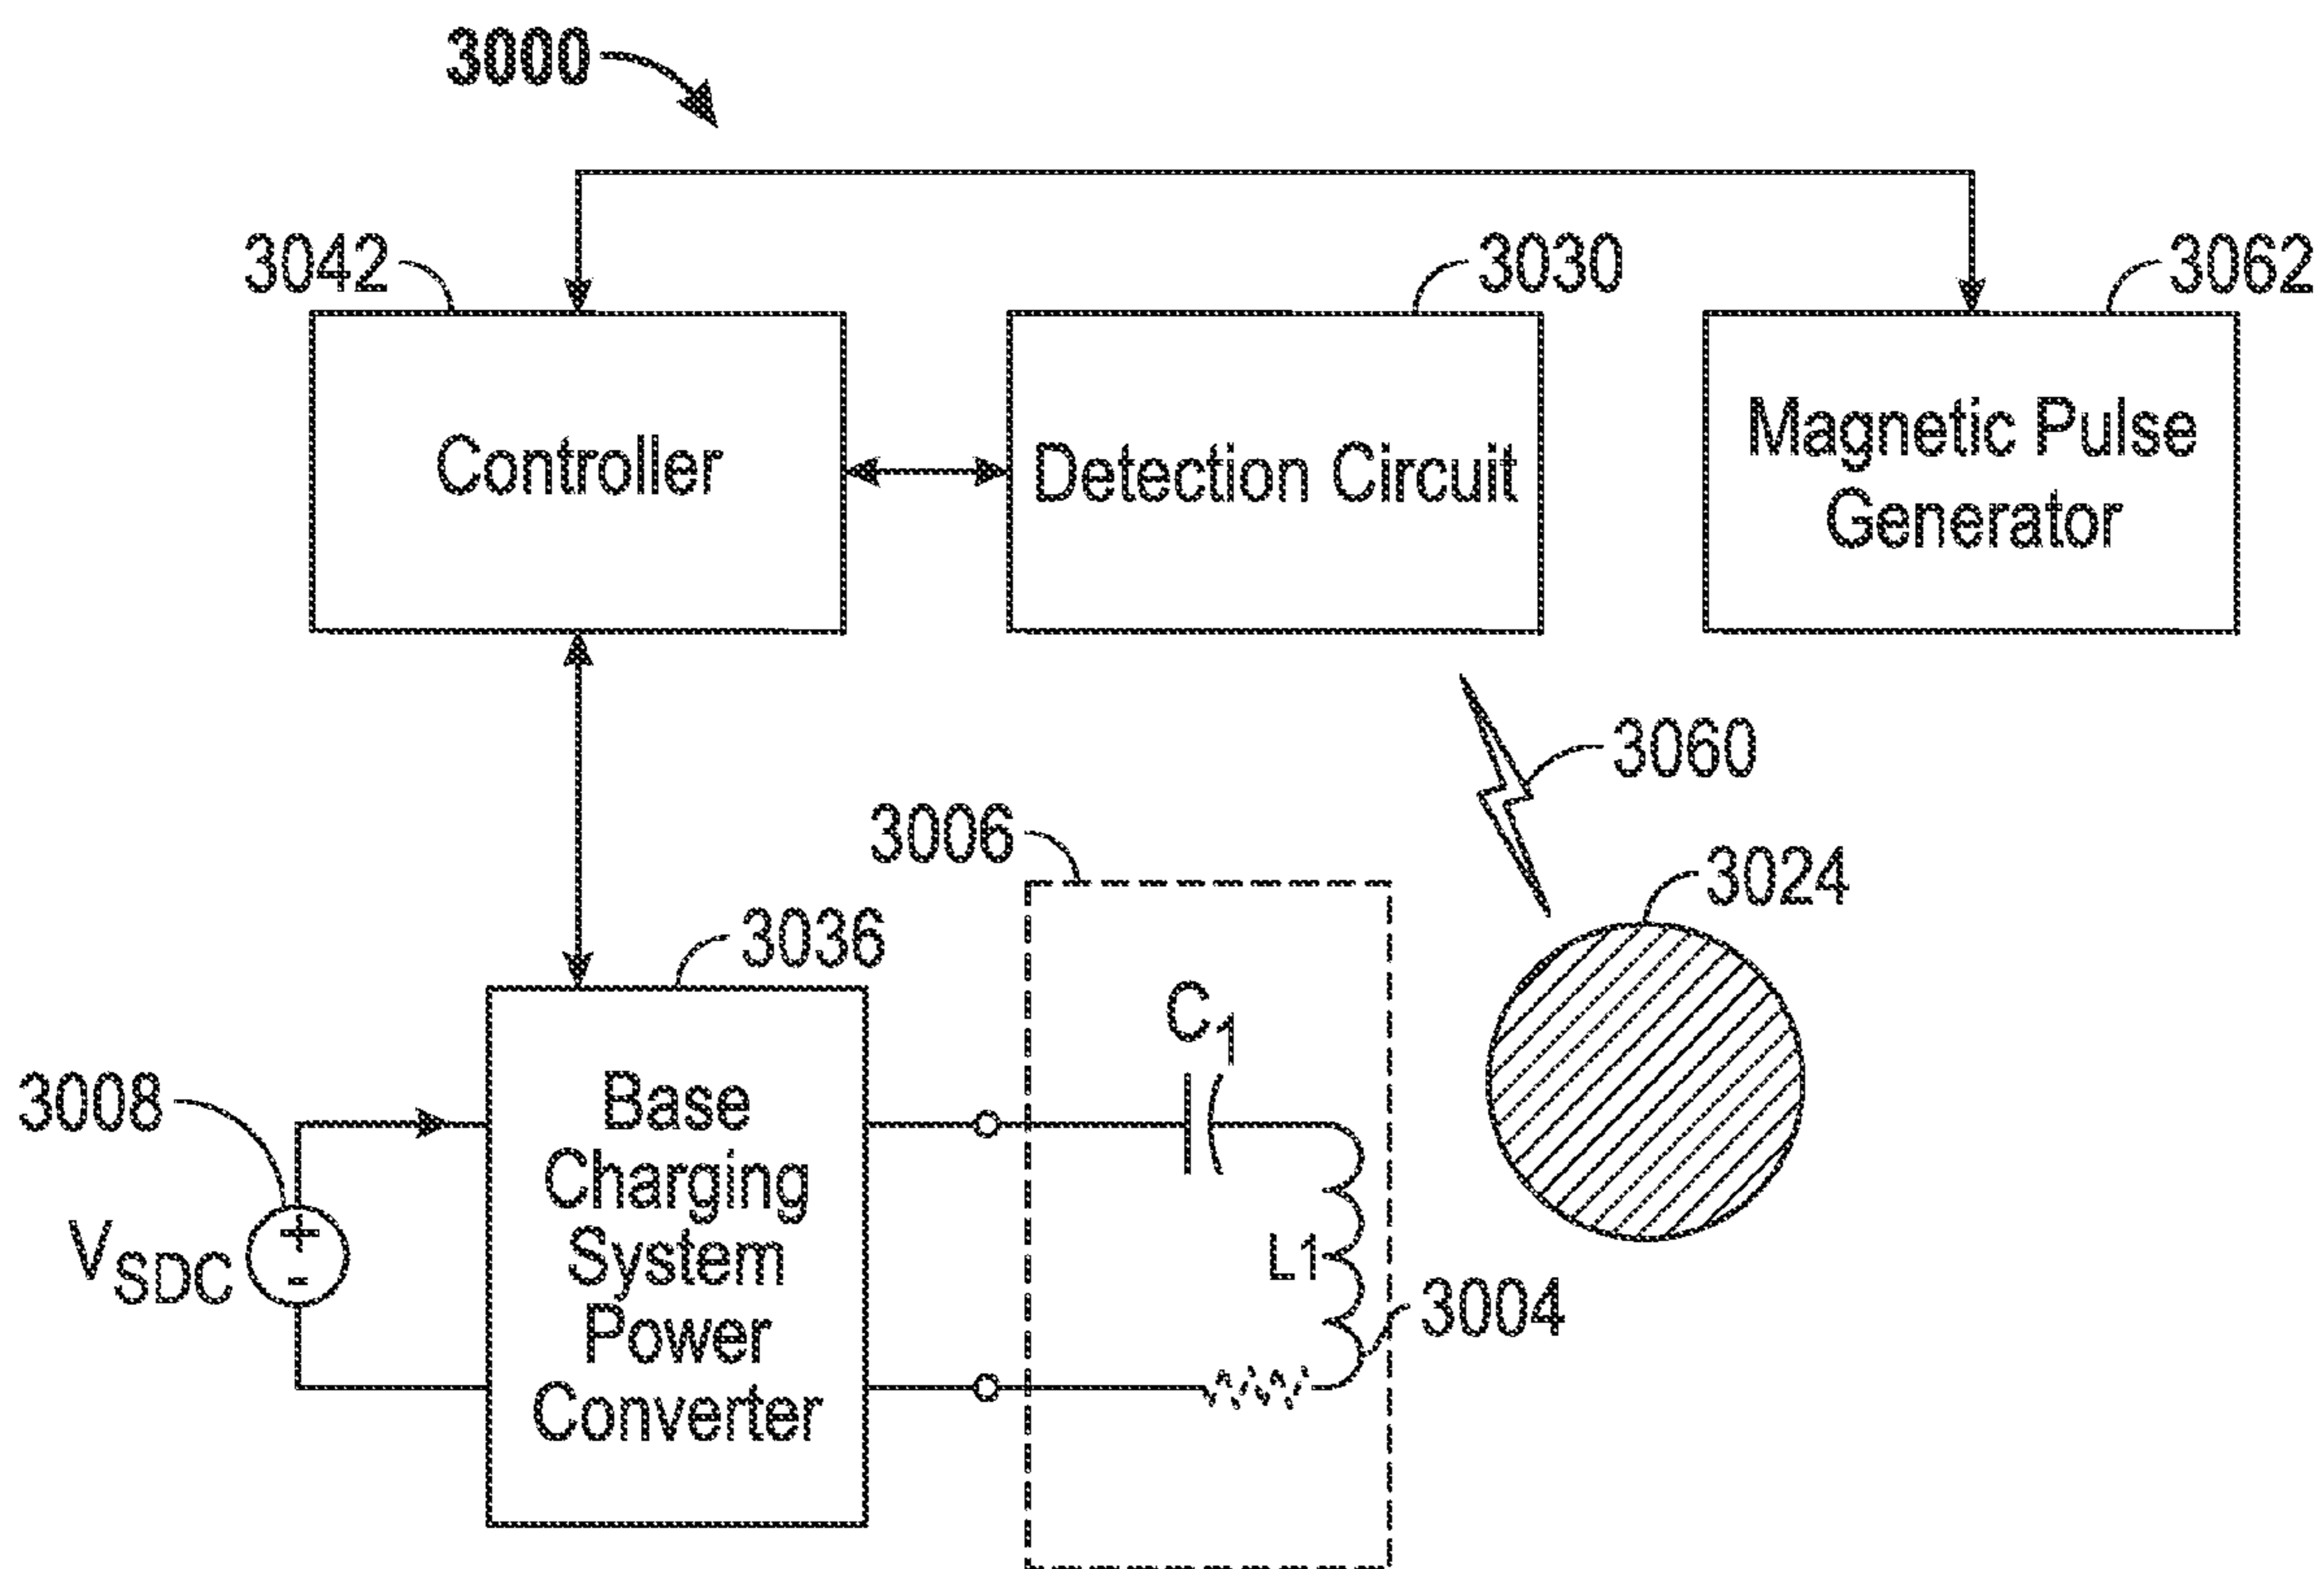 3000
3042
3030
3062
Controller
Detection Circuit
Magnetic Pulse
Generator
3060
3006
3024
3036
C1
3008
Base
Charging
System
Power
Converter
+
-
VSDC
L1
3004